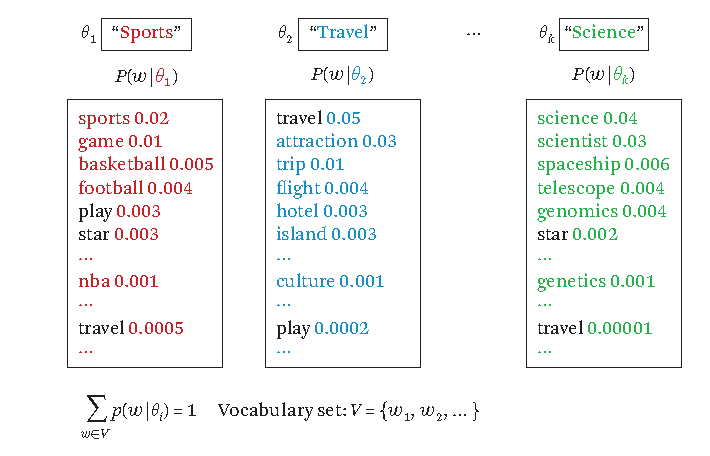 θ1 “Sports” θ2 “Travel” ... θk “Science”
P(w|θ1) P(w|θ2) P(w|θk)
sports 0.02
game 0.01
basketball 0.005
football 0.004
play 0.003
star 0.003
...
nba 0.001
...
travel 0.0005
...
travel 0.05
attraction 0.03
trip 0.01
flight 0.004
hotel 0.003
island 0.003
...
culture 0.001
...
play 0.0002
...
science 0.04
scientist 0.03
spaceship 0.006
telescope 0.004
genomics 0.004
star 0.002
...
genetics 0.001
...
travel 0.00001
...
∑w∈V p(w|θi) = 1 Vocabulary set: V = {w1, w2, ... }